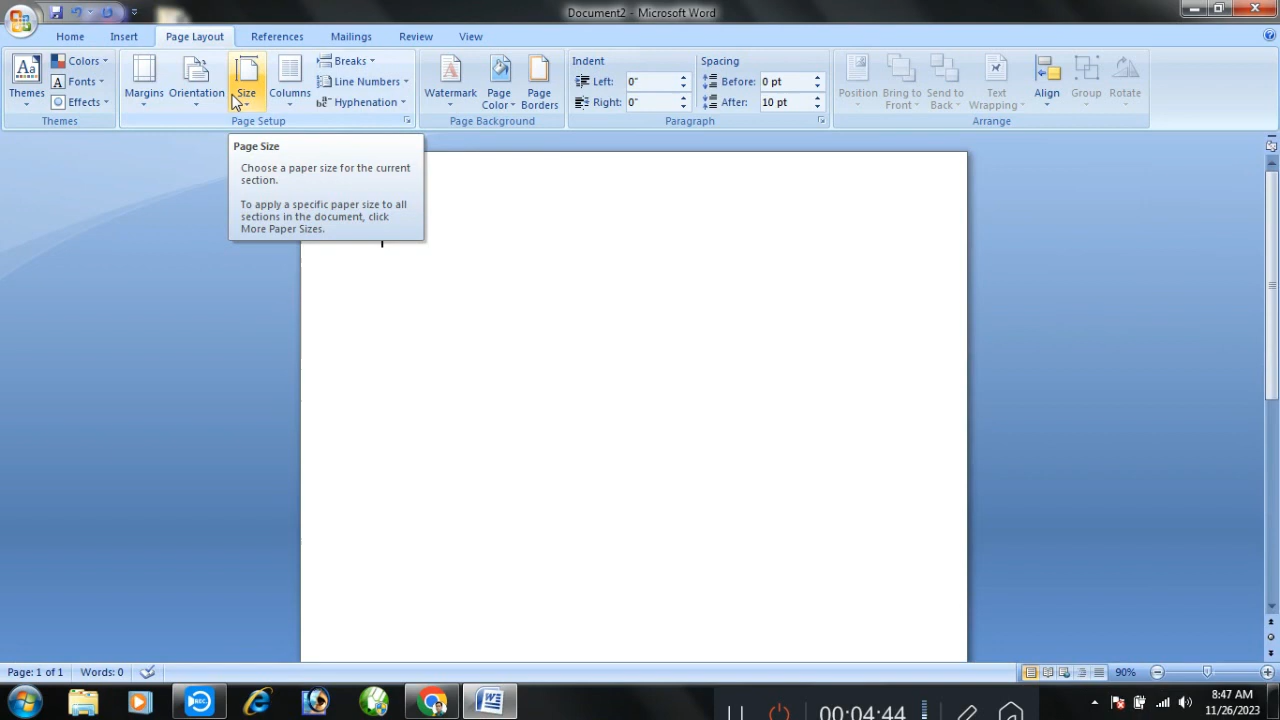 Document2 - Microsoft Word
Home Insert Page Layout References Mailings Review View
Aa Themes
Colors
A Fonts
Effects
Themes
Margins Orientation Size Columns
Breaks
Line Numbers
Hyphenation
Page Setup
Watermark
Page Color
Page Borders
Page Background
Indent
Left: 0"
Right: 0"
Spacing
Before: 0 pt
After: 10 pt
Paragraph
Position
Bring to Front
Send to Back
Text Wrapping
Align Group Rotate
Arrange
Page Size
Choose a paper size for the current
section.
To apply a specific paper size to all
sections in the document, click
More Paper Sizes.
Page: 1 of 1 Words: 0
90%
REC
00:04:44
8:47 AM
11/26/2023